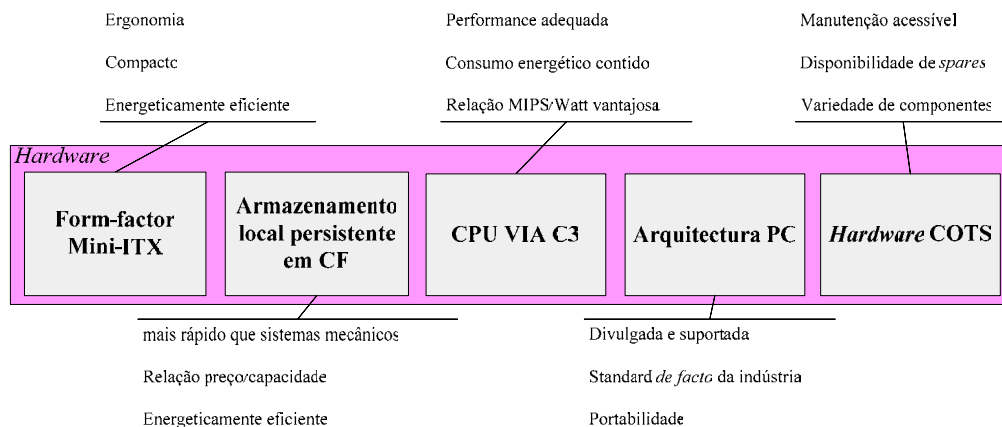 Ergonomia
Compacto
Energeticamente eficiente
Performance adequada
Consumo energético contido
Relação MIPS/Watt vantajosa
Manutenção acessível
Disponibilidade de spares
Variedade de componentes
Hardware
Form-factor
Mini-ITX
Armazenamento
local persistente
em CF
CPU VIA C3
Arquitectura PC
Hardware COTS
mais rápido que sistemas mecânicos
Relação preço/capacidade
Energeticamente eficiente
Divulgada e suportada
Standard de facto da indústria
Portabilidade